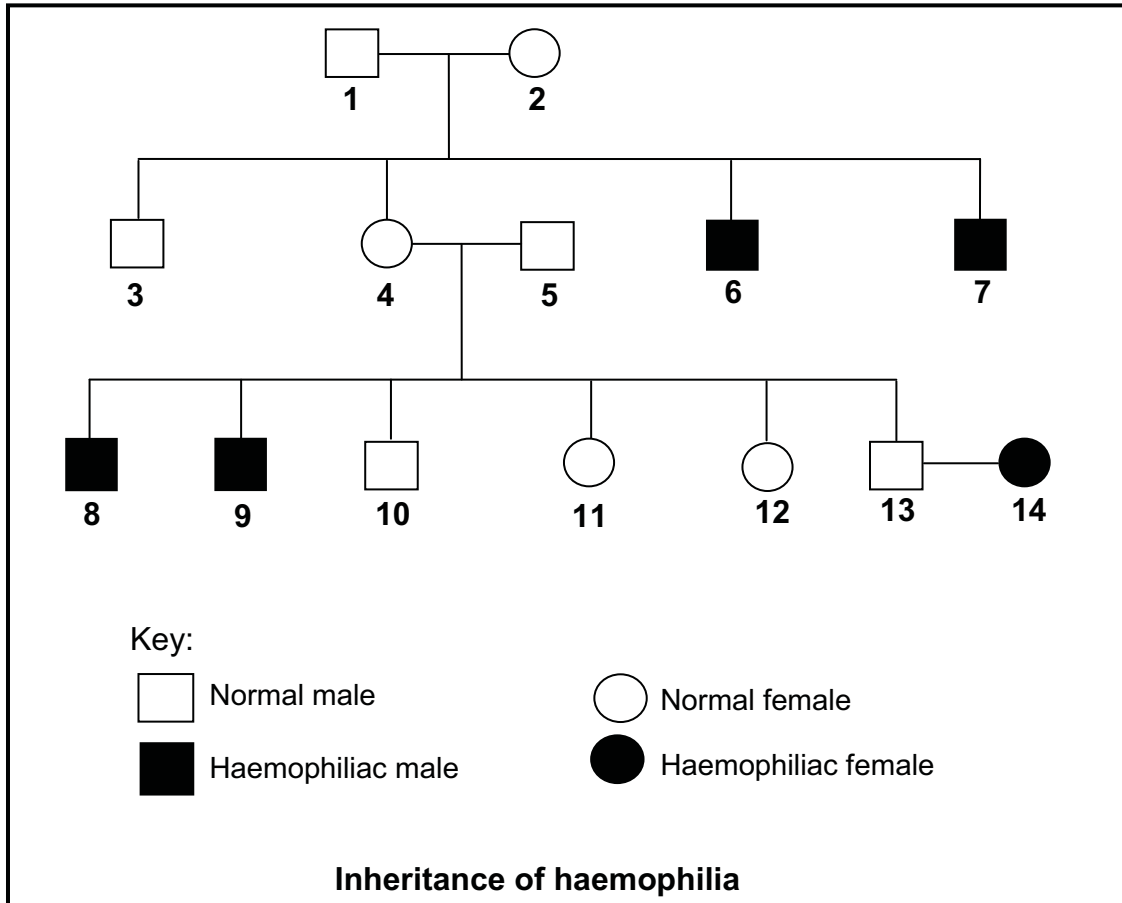 1 2
3 4 5 6 7
8 9 10 11 12 13 14
Key:
Normal male Normal female
Haemophiliac male Haemophiliac female
Inheritance of haemophilia